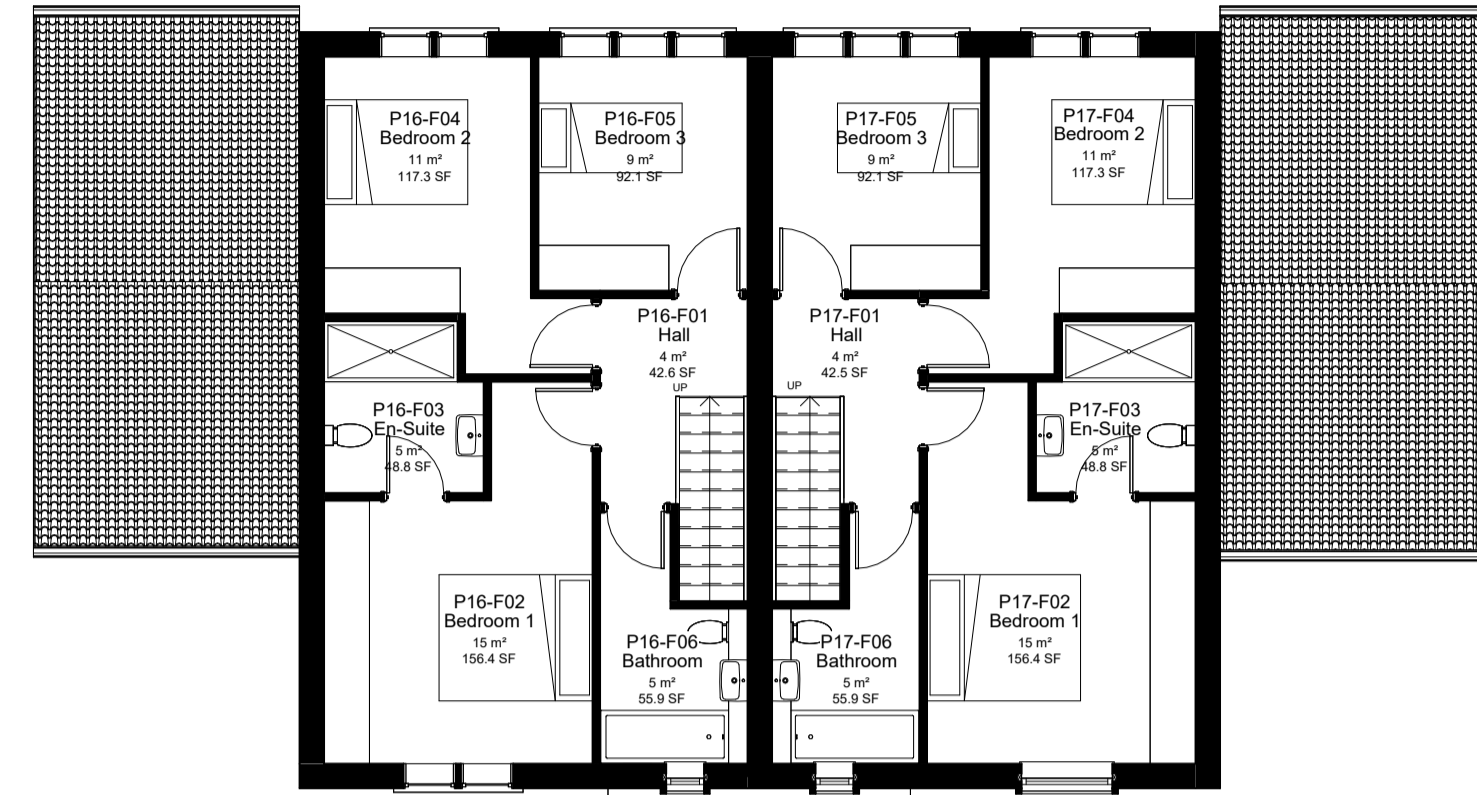 P16-F04
Bedroom 2
11 m²
117.3 SF
P16-F05
Bedroom 3
9 m²
92.1 SF
P17-F05
Bedroom 3
9 m²
92.1 SF
P17-F04
Bedroom 2
11 m²
117.3 SF
P16-F01
Hall
4 m²
42.6 SF
UP
P17-F01
Hall
4 m²
42.5 SF
UP
P16-F03
En-Suite
5 m²
48.8 SF
P17-F03
En-Suite
5 m²
48.8 SF
P16-F02
Bedroom 1
15 m²
156.4 SF
P16-F06
Bathroom
5 m²
55.9 SF
P17-F06
Bathroom
5 m²
55.9 SF
P17-F02
Bedroom 1
15 m²
156.4 SF